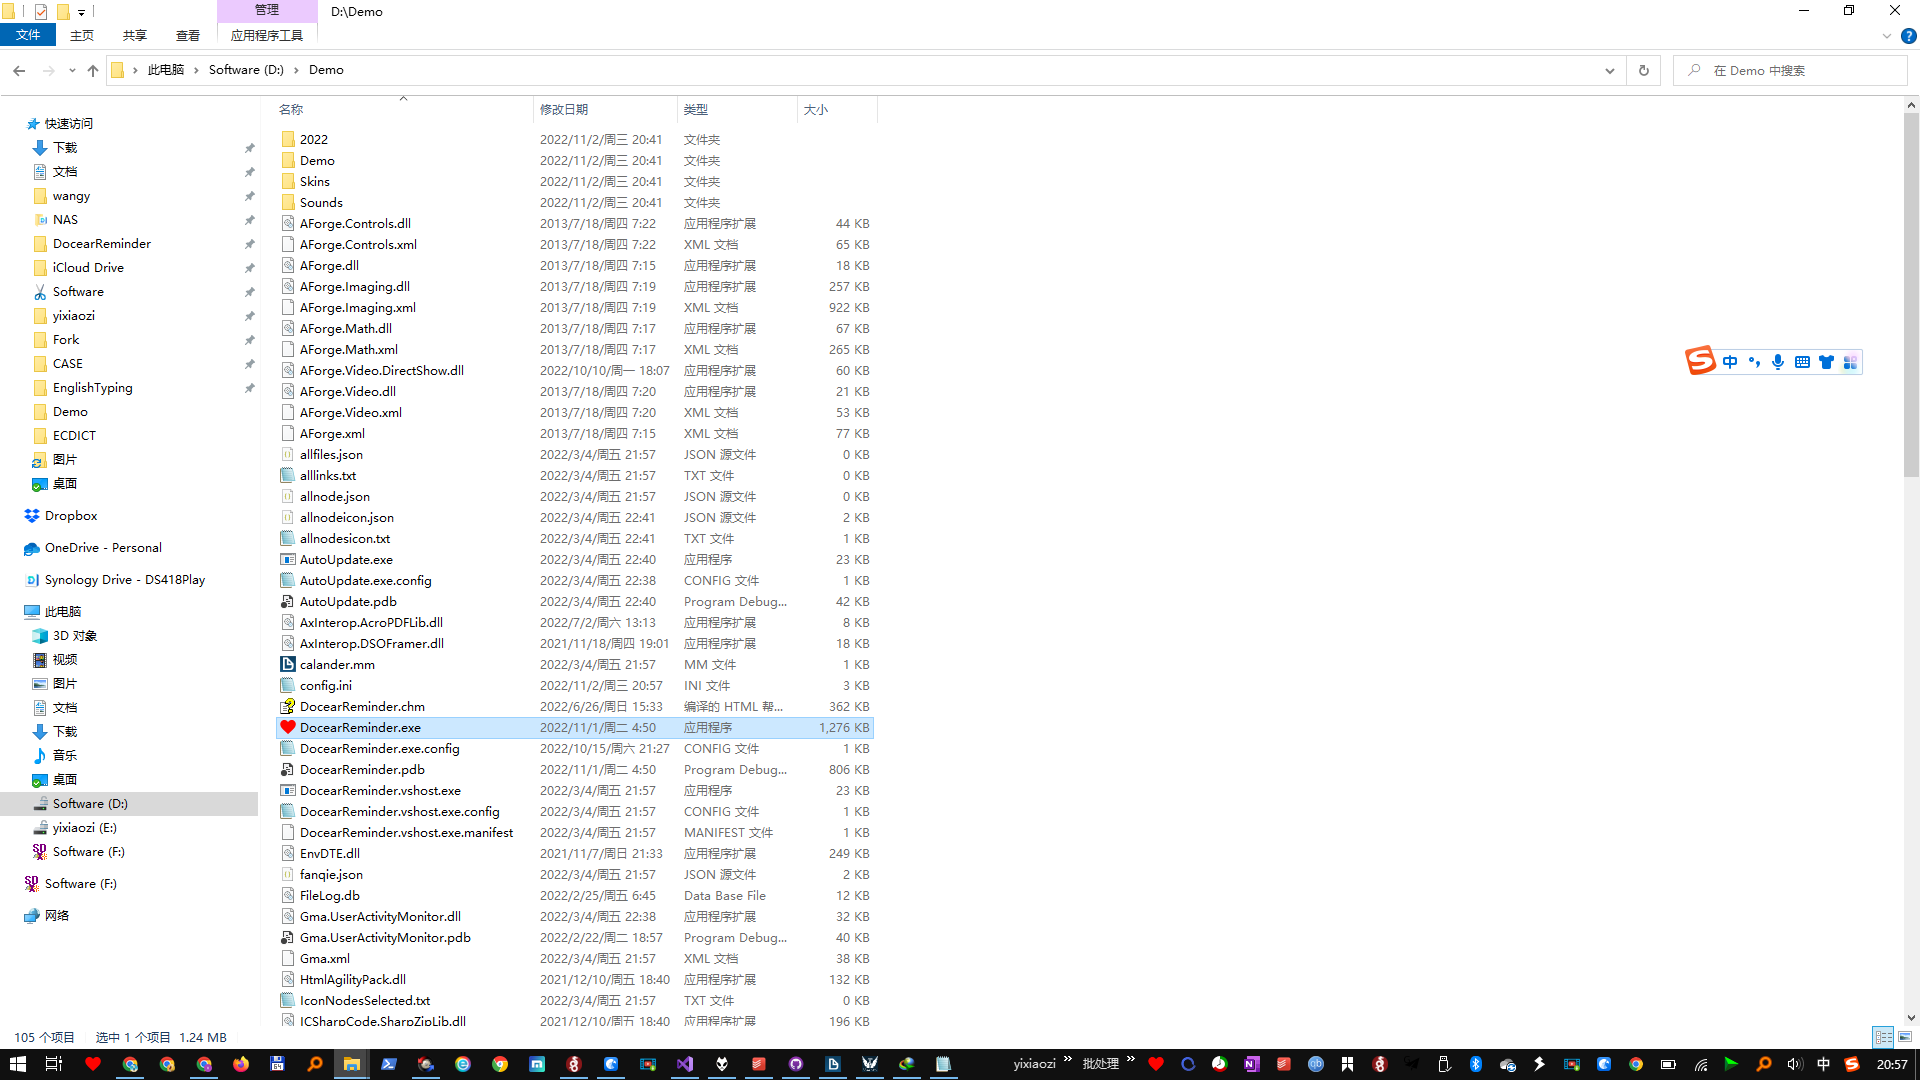 管理
D:\Demo
文件 主页 共享 查看 应用程序工具
此电脑 Software (D:) Demo
在 Demo 中搜索
名称 修改日期 类型 大小
快速访问
下载
文档
wangy
NAS
DocearReminder
iCloud Drive
Software
yixiaozi
Fork
CASE
EnglishTyping
Demo
ECDICT
图片
桌面
Dropbox
OneDrive - Personal
Synology Drive - DS418Play
此电脑
3D 对象
视频
图片
文档
下载
音乐
桌面
Software (D:)
yixiaozi (E:)
Software (F:)
Software (F:)
网络
2022 2022/11/2/周三 20:41 文件夹
Demo 2022/11/2/周三 20:41 文件夹
Skins 2022/11/2/周三 20:41 文件夹
Sounds 2022/11/2/周三 20:41 文件夹
AForge.Controls.dll 2013/7/18/周四 7:22 应用程序扩展 44 KB
AForge.Controls.xml 2013/7/18/周四 7:22 XML 文档 65 KB
AForge.dll 2013/7/18/周四 7:15 应用程序扩展 18 KB
AForge.Imaging.dll 2013/7/18/周四 7:19 应用程序扩展 257 KB
AForge.Imaging.xml 2013/7/18/周四 7:19 XML 文档 922 KB
AForge.Math.dll 2013/7/18/周四 7:17 应用程序扩展 67 KB
AForge.Math.xml 2013/7/18/周四 7:17 XML 文档 265 KB
AForge.Video.DirectShow.dll 2022/10/10/周一 18:07 应用程序扩展 60 KB
AForge.Video.dll 2013/7/18/周四 7:20 应用程序扩展 21 KB
AForge.Video.xml 2013/7/18/周四 7:20 XML 文档 53 KB
AForge.xml 2013/7/18/周四 7:15 XML 文档 77 KB
allfiles.json 2022/3/4/周五 21:57 JSON 源文件 0 KB
alllinks.txt 2022/3/4/周五 21:57 TXT 文件 0 KB
allnode.json 2022/3/4/周五 21:57 JSON 源文件 0 KB
allnodeicon.json 2022/3/4/周五 22:41 JSON 源文件 2 KB
allnodesicon.txt 2022/3/4/周五 22:41 TXT 文件 1 KB
AutoUpdate.exe 2022/3/4/周五 22:40 应用程序 23 KB
AutoUpdate.exe.config 2022/3/4/周五 22:38 CONFIG 文件 1 KB
AutoUpdate.pdb 2022/3/4/周五 22:40 Program Debug... 42 KB
AxInterop.AcroPDFLib.dll 2022/7/2/周六 13:13 应用程序扩展 8 KB
AxInterop.DSOFramer.dll 2021/11/18/周四 19:01 应用程序扩展 18 KB
calander.mm 2022/3/4/周五 21:57 MM 文件 1 KB
config.ini 2022/11/2/周三 20:57 INI 文件 3 KB
DocearReminder.chm 2022/6/26/周日 15:33 编译的 HTML 帮... 362 KB
DocearReminder.exe 2022/11/1/周二 4:50 应用程序 1,276 KB
DocearReminder.exe.config 2022/10/15/周六 21:27 CONFIG 文件 1 KB
DocearReminder.pdb 2022/11/1/周二 4:50 Program Debug... 806 KB
DocearReminder.vshost.exe 2022/3/4/周五 21:57 应用程序 23 KB
DocearReminder.vshost.exe.config 2022/3/4/周五 21:57 CONFIG 文件 1 KB
DocearReminder.vshost.exe.manifest 2022/3/4/周五 21:57 MANIFEST 文件 1 KB
EnvDTE.dll 2021/11/7/周日 21:33 应用程序扩展 249 KB
fanqie.json 2022/3/4/周五 21:57 JSON 源文件 2 KB
FileLog.db 2022/2/25/周五 6:45 Data Base File 12 KB
Gma.UserActivityMonitor.dll 2022/3/4/周五 22:38 应用程序扩展 32 KB
Gma.UserActivityMonitor.pdb 2022/2/22/周二 18:57 Program Debug... 40 KB
Gma.xml 2022/3/4/周五 21:57 XML 文档 38 KB
HtmlAgilityPack.dll 2021/12/10/周五 18:40 应用程序扩展 132 KB
IconNodesSelected.txt 2022/3/4/周五 21:57 TXT 文件 0 KB
ICSharpCode.SharpZipLib.dll 2021/12/10/周五 18:40 应用程序扩展 196 KB
中
105 个项目 选中 1 个项目 1.24 MB
yixiaozi 批处理 中 20:57